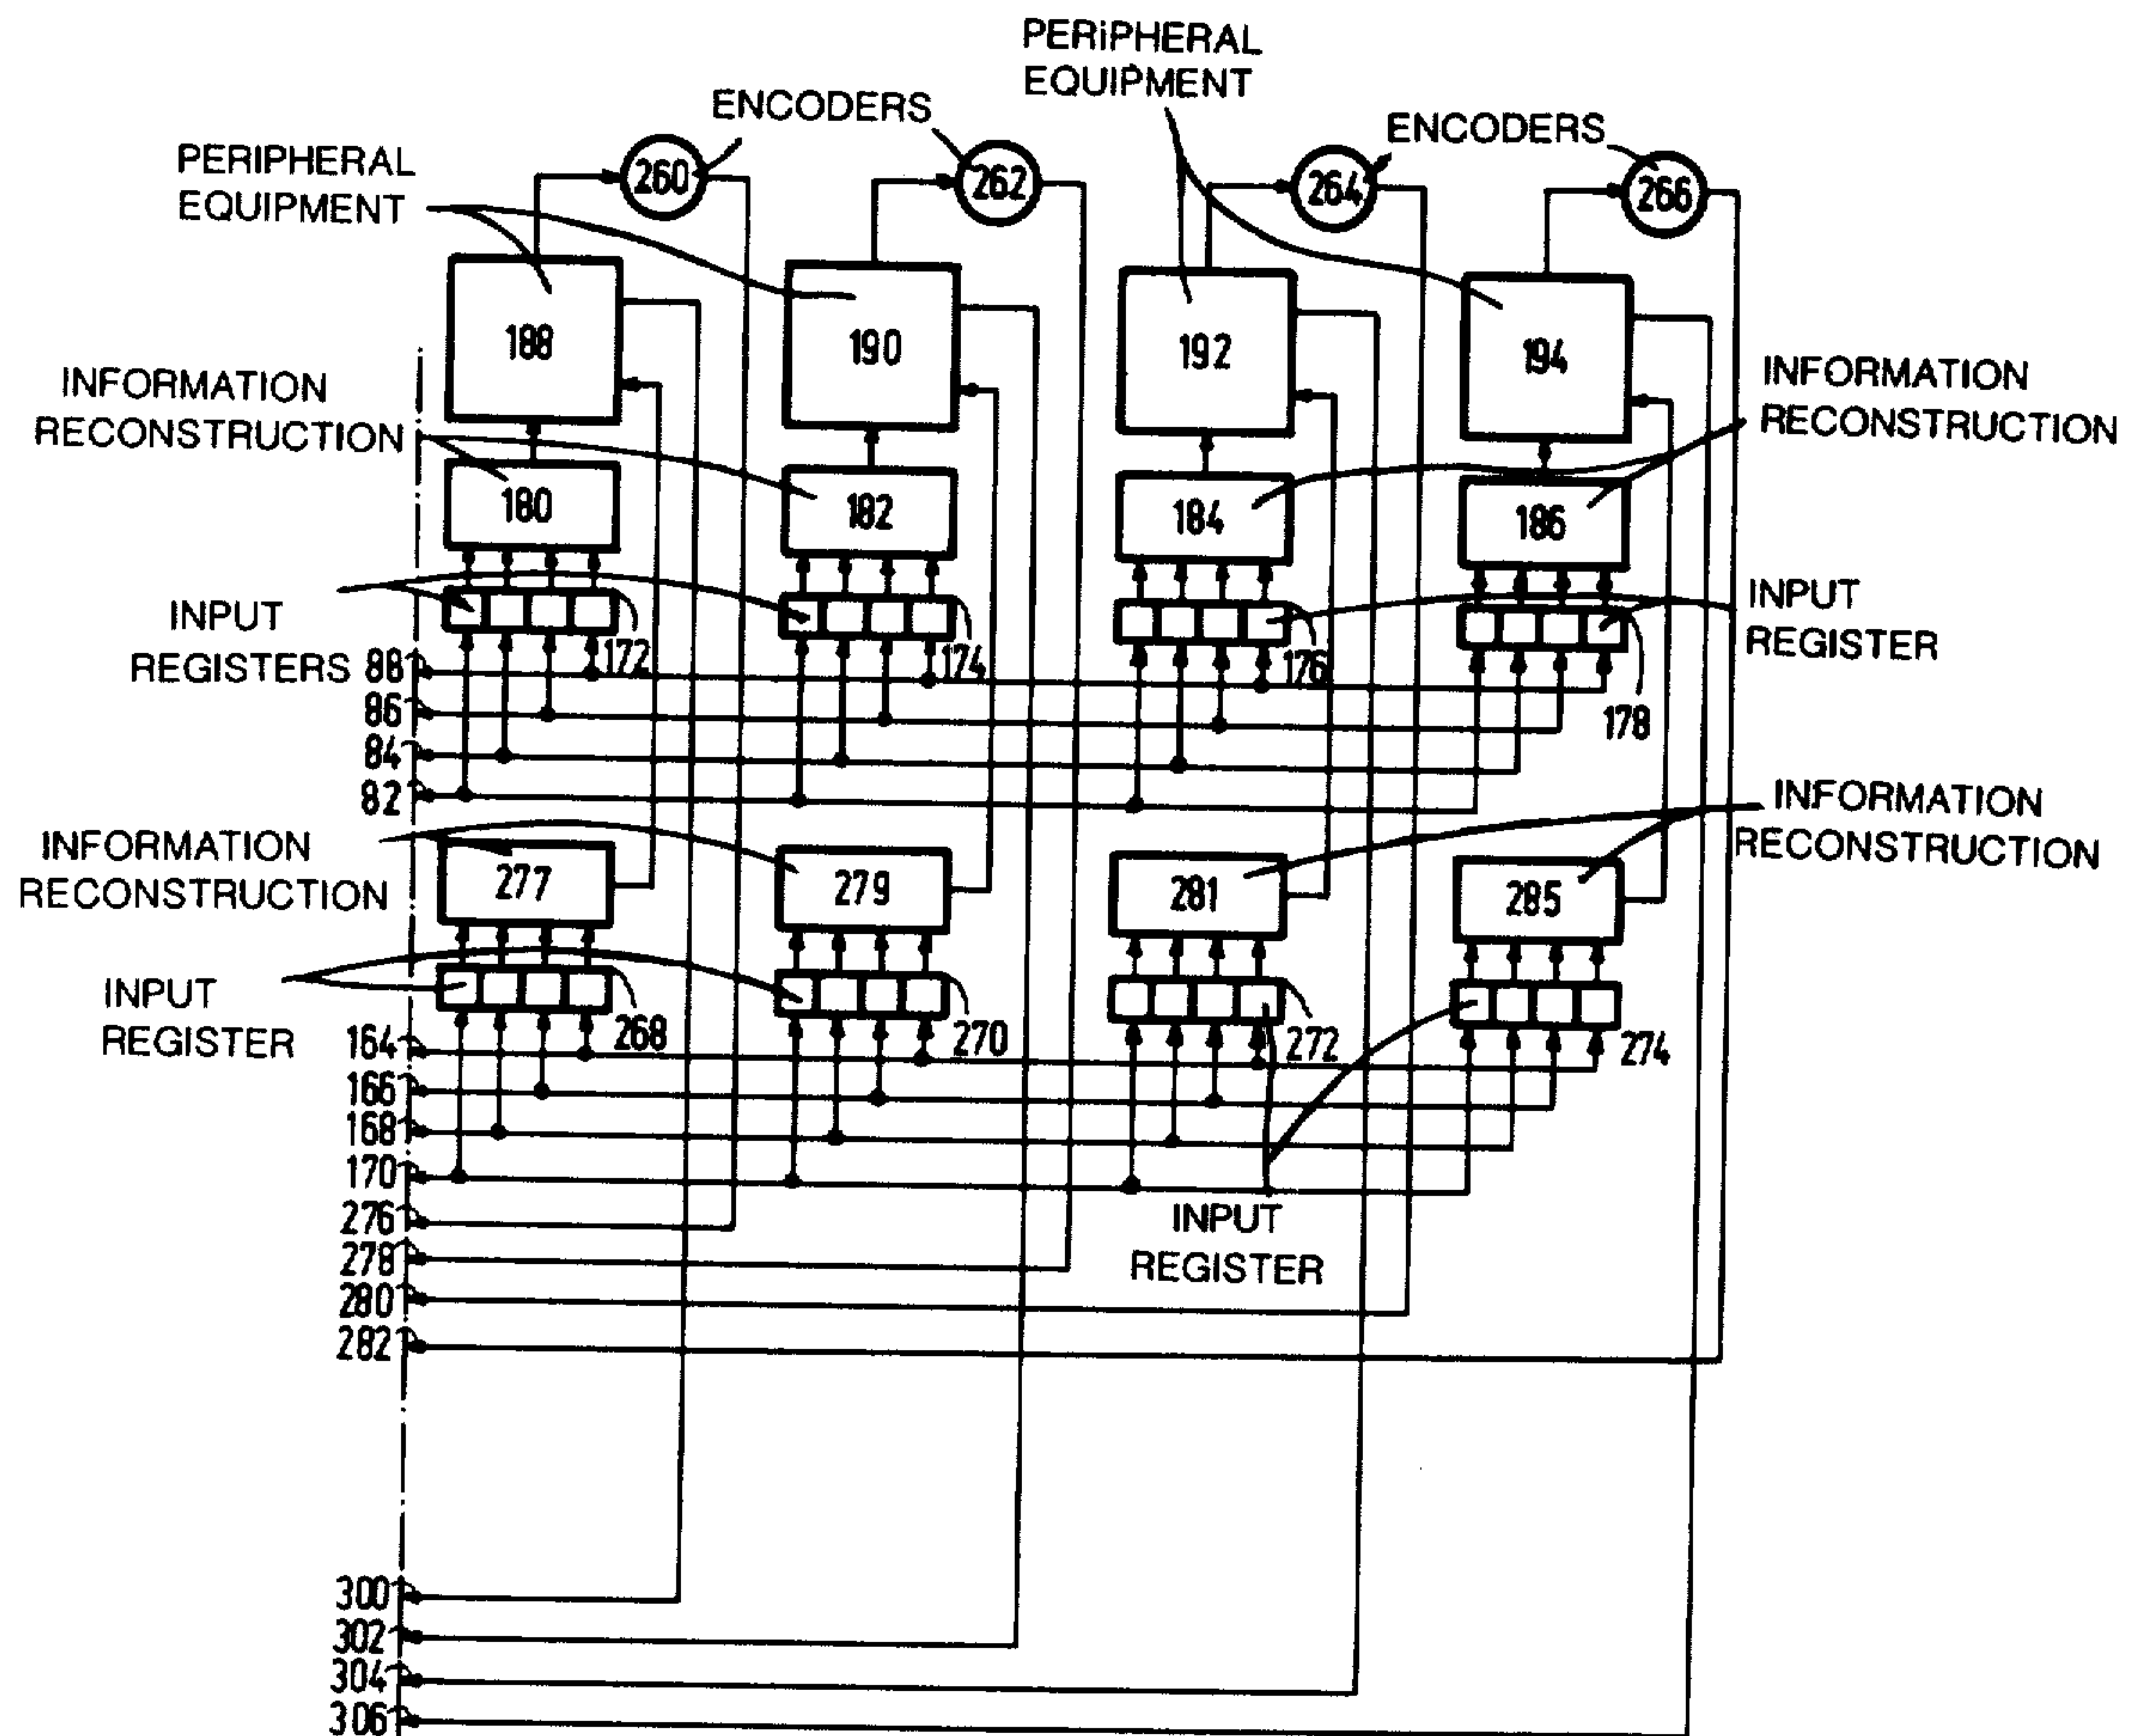 PERiPHERAL
EQUIPMENT
ENCODERS
ENCODERS
PERIPHERAL
EQUIPMENT
260
262
264
266
188
190
192
194
INFORMATION
RECONSTRUCTION
INFORMATION
RECONSTRUCTION
180
182
184
186
INPUT
REGISTERS
172
174
176
178
INPUT
REGISTER
88
86
84
82
INFORMATION
RECONSTRUCTION
INFORMATION
RECONSTRUCTION
277
279
281
285
INPUT
REGISTER
268
270
272
274
164
166
168
170
INPUT
REGISTER
276
278
280
282
300
302
304
306